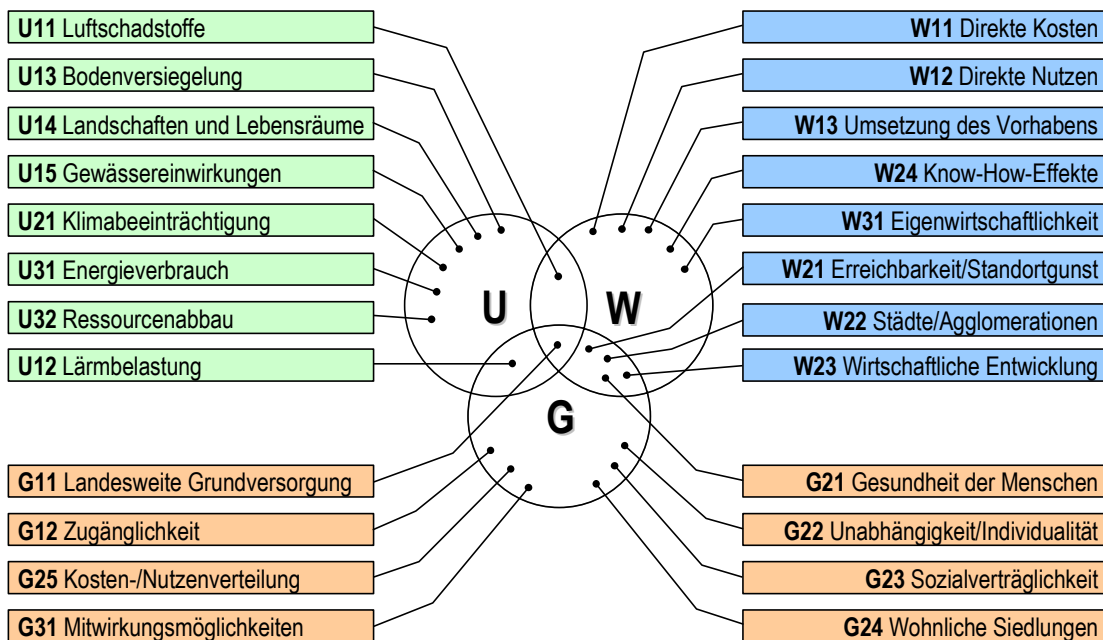 U11 Luftschadstoffe
U13 Bodenversiegelung
U14 Landschaften und Lebensräume
U15 Gewässereinwirkungen
U21 Klimabeeinträchtigung
U31 Energieverbrauch
U32 Ressourcenabbau
U12 Lärmbelastung
W11 Direkte Kosten
W12 Direkte Nutzen
W13 Umsetzung des Vorhabens
W24 Know-How-Effekte
W31 Eigenwirtschaftlichkeit
W21 Erreichbarkeit/Standortgunst
W22 Städte/Agglomerationen
W23 Wirtschaftliche Entwicklung
U
W
G
G11 Landesweite Grundversorgung
G12 Zugänglichkeit
G25 Kosten-/Nutzenverteilung
G31 Mitwirkungsmöglichkeiten
G21 Gesundheit der Menschen
G22 Unabhängigkeit/Individualität
G23 Sozialverträglichkeit
G24 Wohnliche Siedlungen